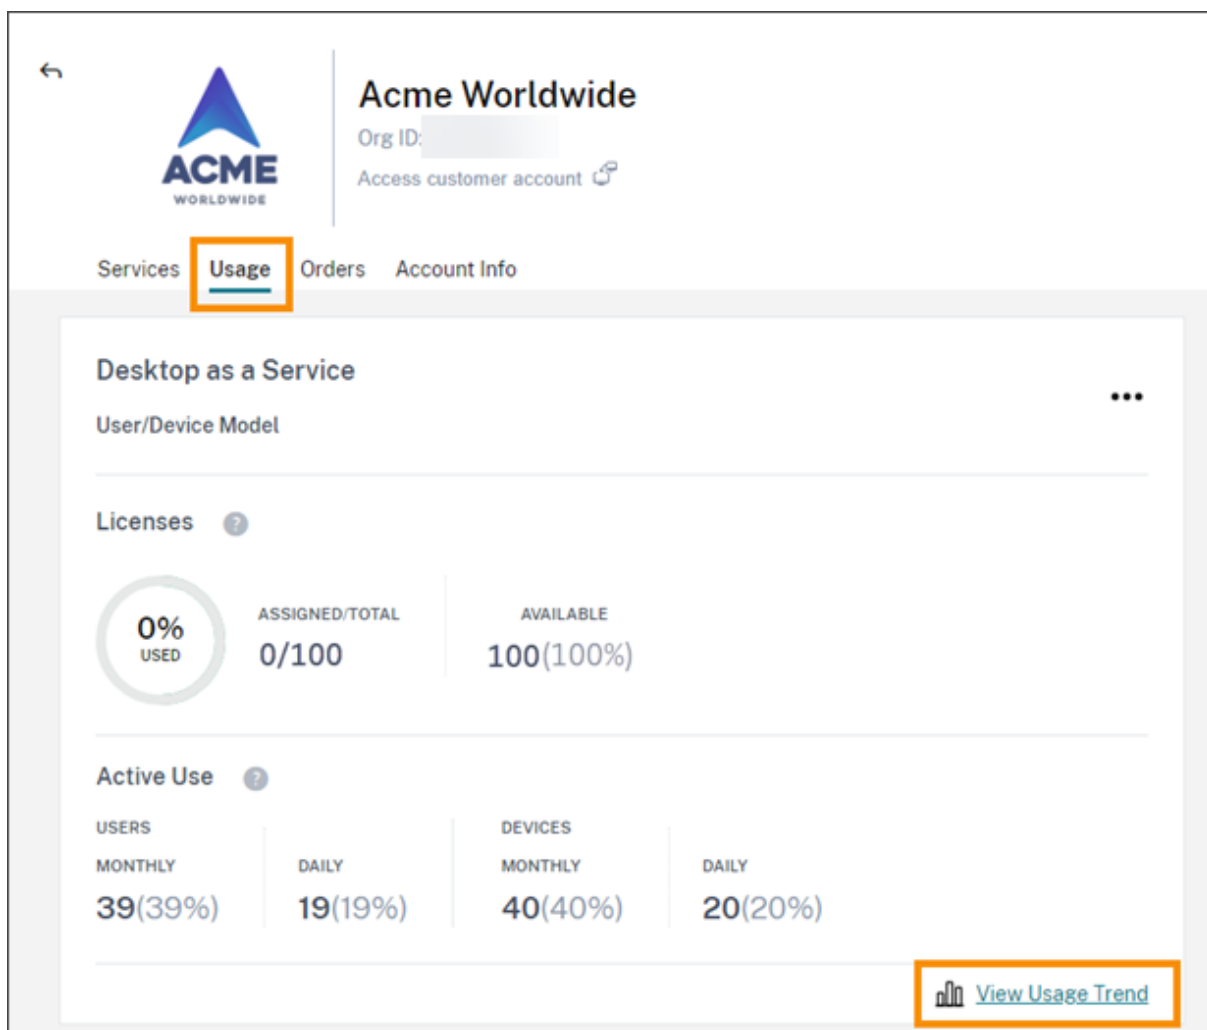 Acme Worldwide
Org ID:
Access customer account
ACME
WORLDWIDE
Services Usage Orders Account Info
Desktop as a Service
•••
User/Device Model
Licenses ?
0%
USED
ASSIGNED/TOTAL AVAILABLE
0/100 100(100%)
Active Use ?
USERS DEVICES
MONTHLY DAILY MONTHLY DAILY
39(39%) 19(19%) 40(40%) 20(20%)
View Usage Trend